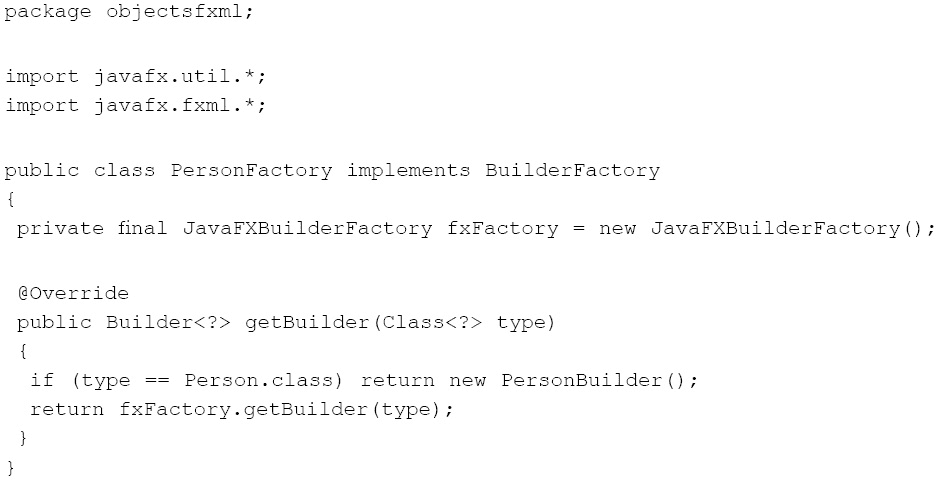 package objectsfxml;
import javafx.util.*;
import javafx.fxml.*;
public class PersonFactory implements BuilderFactory
{
private final JavaFXBuilderFactory fxFactory = new JavaFXBuilderFactory();
@Override
public Builder<?> getBuilder(Class<?> type)
{
if (type == Person.class) return new PersonBuilder();
return fxFactory.getBuilder(type);
}
}